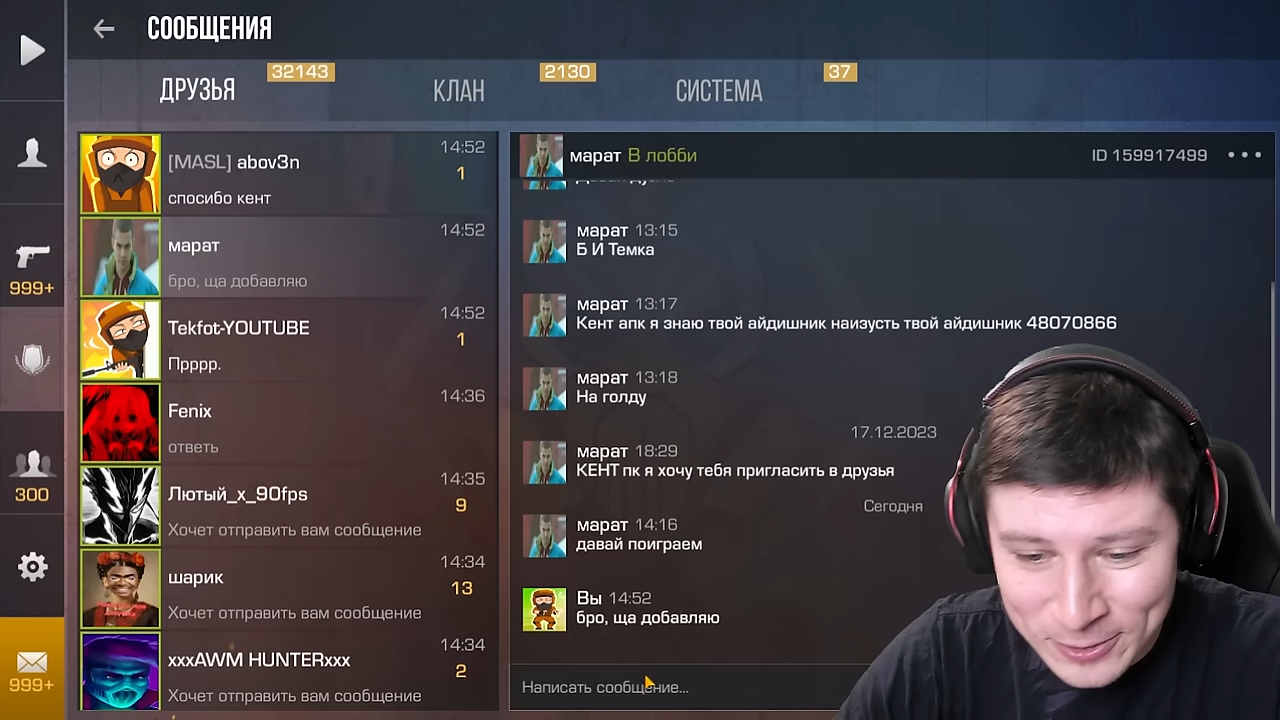 СООБЩЕНИЯ
ДРУЗЬЯ
32143
КЛАН
2130
СИСТЕМА
37
999+
300
999+
[MASL] abov3n
14:52
1
спосибо кент
марат
14:52
бро, ща добавляю
Tekfot-YOUTUBE
14:52
1
Прррр.
Fenix
14:36
ответь
Лютый_х_90fps
14:35
9
Хочет отправить вам сообщение
шарик
14:34
13
Хочет отправить вам сообщение
xxxAWM HUNTERxxx
14:34
2
Хочет отправить вам сообщение
марат В лобби
ID 159917499
марат 13:15
Б И Темка
марат 13:17
Кент апк я знаю твой айдишник наизусть твой айдишник 48070866
марат 13:18
На голду
17.12.2023
марат 18:29
КЕНТ пк я хочу тебя пригласить в друзья
Сегодня
марат 14:16
давай поиграем
Вы 14:52
бро, ща добавляю
Написать сообщение...